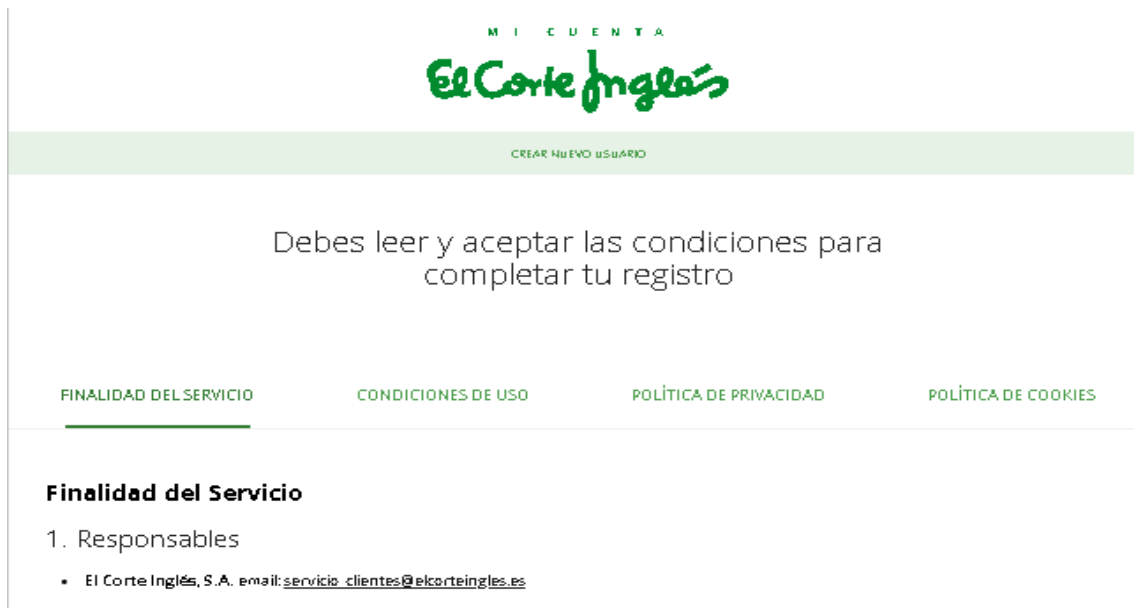 MI CUENTA
El Corte Inglés
CREAR NUEVO USUARIO
Debes leer y aceptar las condiciones para
completar tu registro
FINALIDAD DEL SERVICIO
CONDICIONES DE USO
POLÍTICA DE PRIVACIDAD
POLÍTICA DE COOKIES
Finalidad del Servicio
1. Responsables
• El Corte Inglés, S.A. email: servicio_clientes@elcorteingles.es